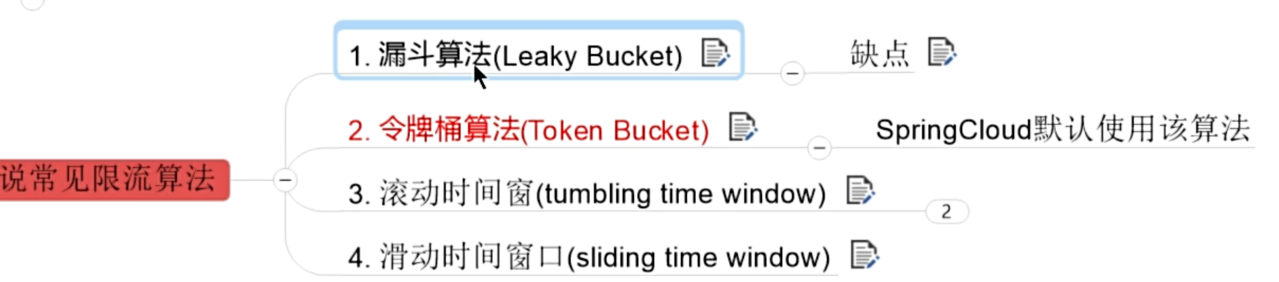 说常见限流算法
1. 漏斗算法(Leaky Bucket)
缺点
2. 令牌桶算法(Token Bucket)
SpringCloud默认使用该算法
3. 滚动时间窗(tumbling time window)
2
4. 滑动时间窗口(sliding time window)